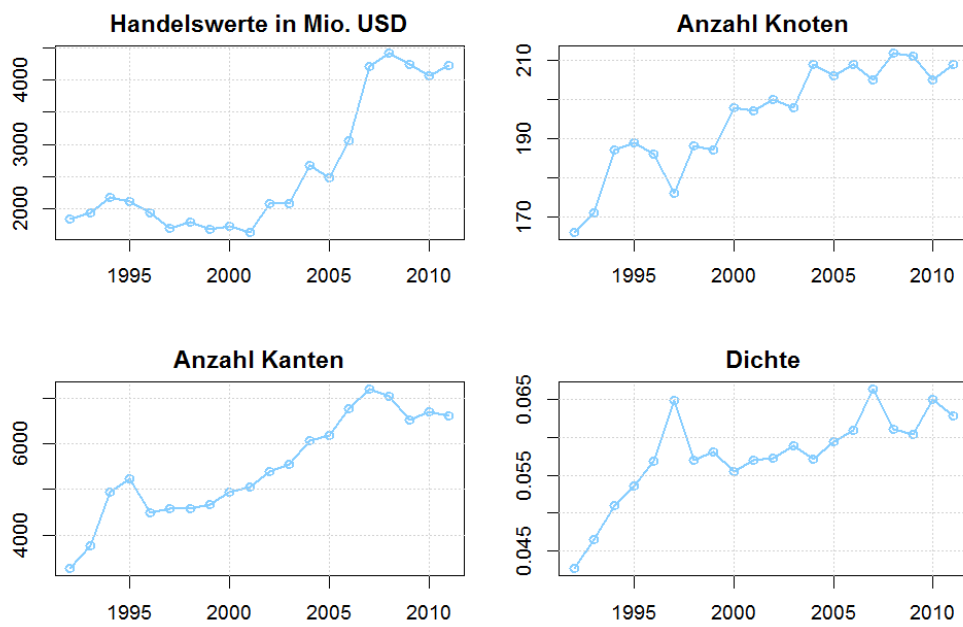 Handelswerte in Mio. USD
4000
3000
2000
1995 2000 2005 2010
Anzahl Knoten
210
190
170
1995 2000 2005 2010
Anzahl Kanten
6000
4000
1995 2000 2005 2010
Dichte
0.065
0.055
0.045
1995 2000 2005 2010